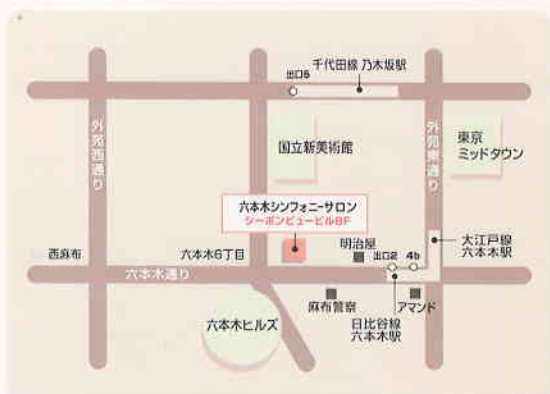 千代田線 乃木坂駅
出口6
外苑西通り
国立新美術館
外苑東通り
東京
ミッドタウン
六本木シンフォニーサロン
シーボンビュービルBF
西麻布
六本木6丁目
明治屋
出口2
4b
大江戸線
六本木駅
六本木通り
六本木ヒルズ
麻布警察
アマンド
日比谷線
六本木駅